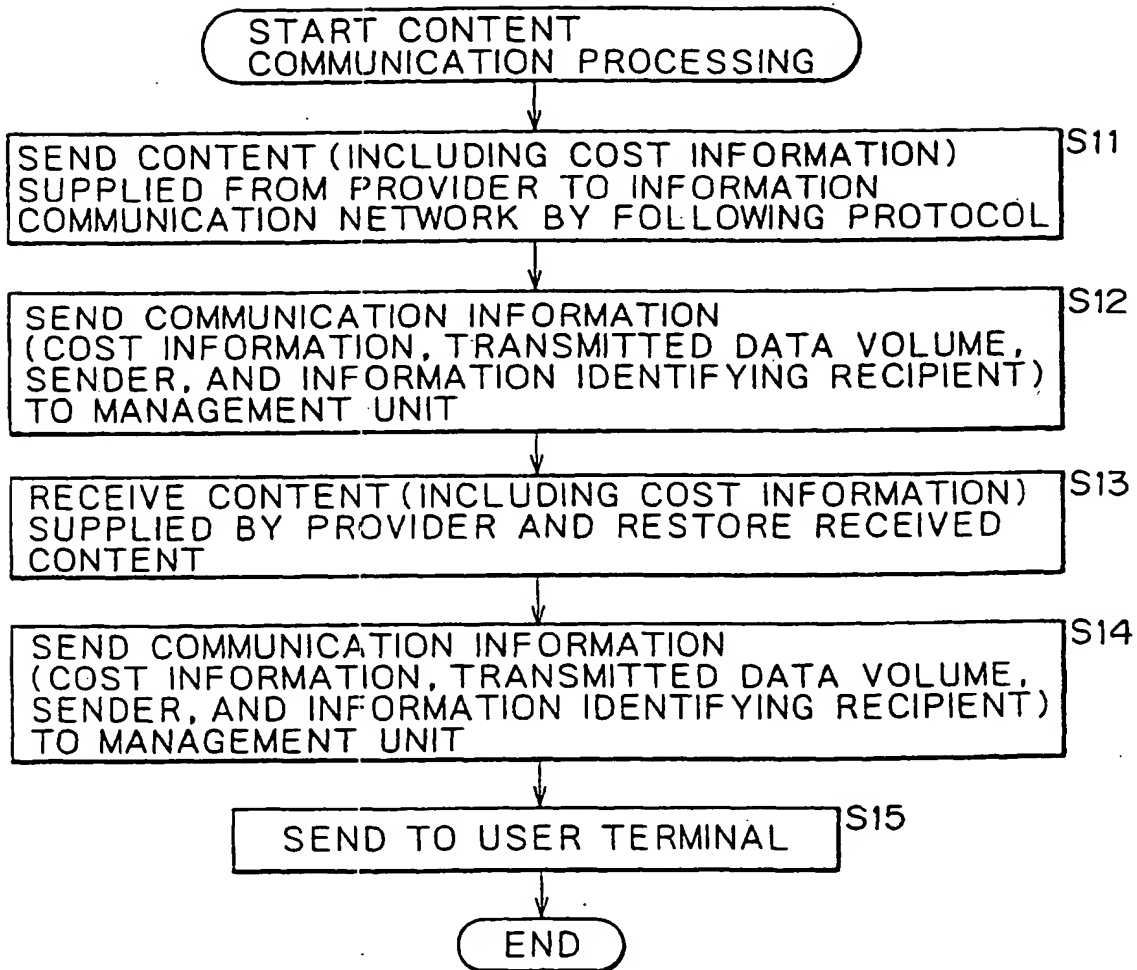 START CONTENT
COMMUNICATION PROCESSING
S11
SEND CONTENT (INCLUDING COST INFORMATION)
SUPPLIED FROM PROVIDER TO INFORMATION
COMMUNICATION NETWORK BY FOLLOWING PROTOCOL
S12
SEND COMMUNICATION INFORMATION
(COST INFORMATION, TRANSMITTED DATA VOLUME,
SENDER, AND INFORMATION IDENTIFYING RECIPIENT)
TO MANAGEMENT UNIT
S13
RECEIVE CONTENT (INCLUDING COST INFORMATION)
SUPPLIED BY PROVIDER AND RESTORE RECEIVED
CONTENT
S14
SEND COMMUNICATION INFORMATION
(COST INFORMATION, TRANSMITTED DATA VOLUME,
SENDER, AND INFORMATION IDENTIFYING RECIPIENT)
TO MANAGEMENT UNIT
S15
SEND TO USER TERMINAL
END